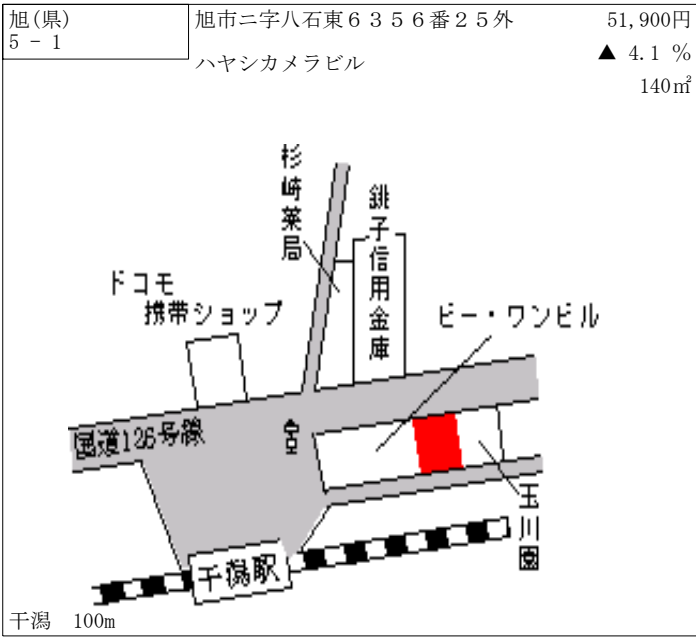 旭(県)
5 - 1
旭市ニ字八石東6356番25外
ハヤシカメラビル
51,900円
▲ 4.1 %
140㎡
杉崎薬局
銚子信用金庫
ドコモ
携帯ショップ
ビー・ワンビル
国道126号線
玉川園
干潟駅
干潟 100m